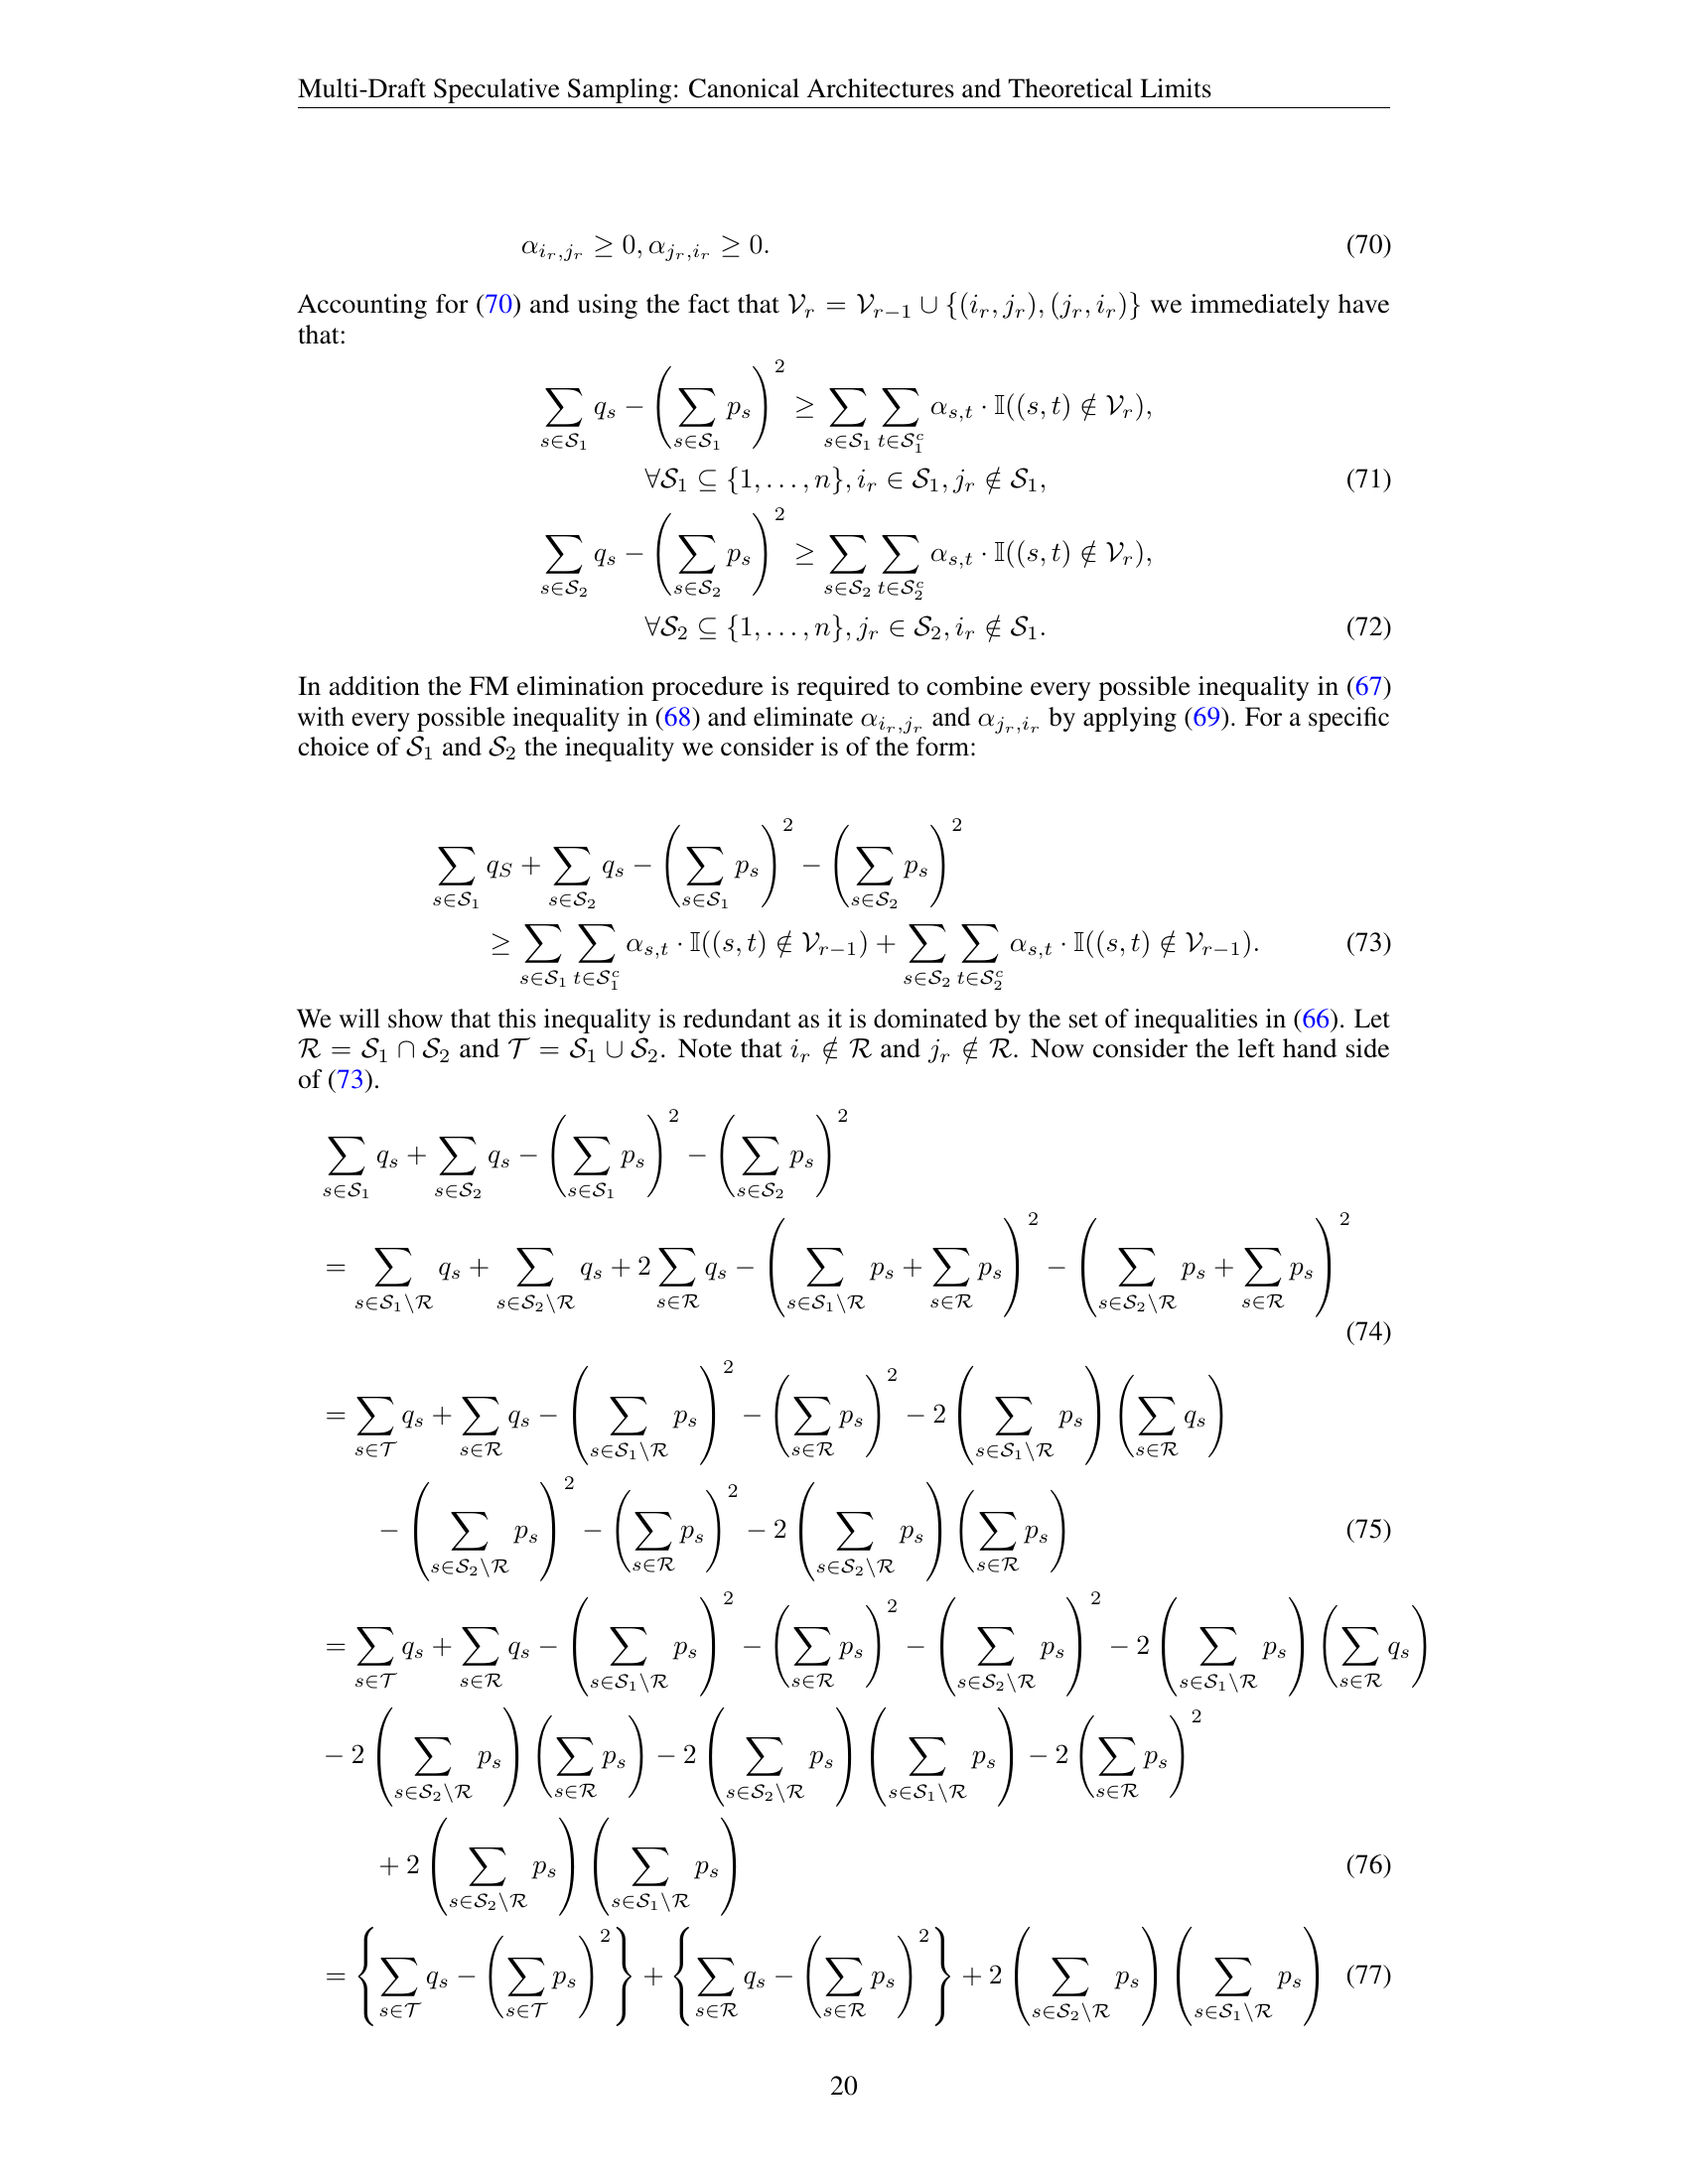 Multi-Draft Speculative Sampling: Canonical Architectures and Theoretical Limits
$\alpha_{i_r,j_r} \geq 0, \alpha_{j_r,i_r} \geq 0.$ (70)
Accounting for (70) and using the fact that $\mathcal{V}_r = \mathcal{V}_{r-1} \cup \{(i_r, j_r), (j_r, i_r)\}$ we immediately have
that:
$\sum_{s \in \mathcal{S}_1} q_s - \left(\sum_{s \in \mathcal{S}_1} p_s\right)^2 \geq \sum_{s \in \mathcal{S}_1} \sum_{t \in \mathcal{S}_1^c} \alpha_{s,t} \cdot \mathbb{I}((s,t) \notin \mathcal{V}_r),$
$\forall \mathcal{S}_1 \subseteq \{1, \ldots, n\}, i_r \in \mathcal{S}_1, j_r \notin \mathcal{S}_1,$ (71)
$\sum_{s \in \mathcal{S}_2} q_s - \left(\sum_{s \in \mathcal{S}_2} p_s\right)^2 \geq \sum_{s \in \mathcal{S}_2} \sum_{t \in \mathcal{S}_2^c} \alpha_{s,t} \cdot \mathbb{I}((s,t) \notin \mathcal{V}_r),$
$\forall \mathcal{S}_2 \subseteq \{1, \ldots, n\}, j_r \in \mathcal{S}_2, i_r \notin \mathcal{S}_1.$ (72)
In addition the FM elimination procedure is required to combine every possible inequality in (67)
with every possible inequality in (68) and eliminate $\alpha_{i_r,j_r}$ and $\alpha_{j_r,i_r}$ by applying (69). For a specific
choice of $\mathcal{S}_1$ and $\mathcal{S}_2$ the inequality we consider is of the form:
$\sum_{s \in \mathcal{S}_1} q_S + \sum_{s \in \mathcal{S}_2} q_s - \left(\sum_{s \in \mathcal{S}_1} p_s\right)^2 - \left(\sum_{s \in \mathcal{S}_2} p_s\right)^2$
$\geq \sum_{s \in \mathcal{S}_1} \sum_{t \in \mathcal{S}_1^c} \alpha_{s,t} \cdot \mathbb{I}((s,t) \notin \mathcal{V}_{r-1}) + \sum_{s \in \mathcal{S}_2} \sum_{t \in \mathcal{S}_2^c} \alpha_{s,t} \cdot \mathbb{I}((s,t) \notin \mathcal{V}_{r-1}).$ (73)
We will show that this inequality is redundant as it is dominated by the set of inequalities in (66). Let
$\mathcal{R} = \mathcal{S}_1 \cap \mathcal{S}_2$ and $\mathcal{T} = \mathcal{S}_1 \cup \mathcal{S}_2$. Note that $i_r \notin \mathcal{R}$ and $j_r \notin \mathcal{R}$. Now consider the left hand side
of (73).
$\sum_{s \in \mathcal{S}_1} q_s + \sum_{s \in \mathcal{S}_2} q_s - \left(\sum_{s \in \mathcal{S}_1} p_s\right)^2 - \left(\sum_{s \in \mathcal{S}_2} p_s\right)^2$
$= \sum_{s \in \mathcal{S}_1 \backslash \mathcal{R}} q_s + \sum_{s \in \mathcal{S}_2 \backslash \mathcal{R}} q_s + 2 \sum_{s \in \mathcal{R}} q_s - \left(\sum_{s \in \mathcal{S}_1 \backslash \mathcal{R}} p_s + \sum_{s \in \mathcal{R}} p_s\right)^2 - \left(\sum_{s \in \mathcal{S}_2 \backslash \mathcal{R}} p_s + \sum_{s \in \mathcal{R}} p_s\right)^2$
(74)
$= \sum_{s \in \mathcal{T}} q_s + \sum_{s \in \mathcal{R}} q_s - \left(\sum_{s \in \mathcal{S}_1 \backslash \mathcal{R}} p_s\right)^2 - \left(\sum_{s \in \mathcal{R}} p_s\right)^2 - 2 \left(\sum_{s \in \mathcal{S}_1 \backslash \mathcal{R}} p_s\right) \left(\sum_{s \in \mathcal{R}} q_s\right)$
$- \left(\sum_{s \in \mathcal{S}_2 \backslash \mathcal{R}} p_s\right)^2 - \left(\sum_{s \in \mathcal{R}} p_s\right)^2 - 2 \left(\sum_{s \in \mathcal{S}_2 \backslash \mathcal{R}} p_s\right) \left(\sum_{s \in \mathcal{R}} p_s\right)$ (75)
$= \sum_{s \in \mathcal{T}} q_s + \sum_{s \in \mathcal{R}} q_s - \left(\sum_{s \in \mathcal{S}_1 \backslash \mathcal{R}} p_s\right)^2 - \left(\sum_{s \in \mathcal{R}} p_s\right)^2 - \left(\sum_{s \in \mathcal{S}_2 \backslash \mathcal{R}} p_s\right)^2 - 2 \left(\sum_{s \in \mathcal{S}_1 \backslash \mathcal{R}} p_s\right) \left(\sum_{s \in \mathcal{R}} q_s\right)$
$- 2 \left(\sum_{s \in \mathcal{S}_2 \backslash \mathcal{R}} p_s\right) \left(\sum_{s \in \mathcal{R}} p_s\right) - 2 \left(\sum_{s \in \mathcal{S}_2 \backslash \mathcal{R}} p_s\right) \left(\sum_{s \in \mathcal{S}_1 \backslash \mathcal{R}} p_s\right) - 2 \left(\sum_{s \in \mathcal{R}} p_s\right)^2$
$+ 2 \left(\sum_{s \in \mathcal{S}_2 \backslash \mathcal{R}} p_s\right) \left(\sum_{s \in \mathcal{S}_1 \backslash \mathcal{R}} p_s\right)$ (76)
$= \left\{\sum_{s \in \mathcal{T}} q_s - \left(\sum_{s \in \mathcal{T}} p_s\right)^2\right\} + \left\{\sum_{s \in \mathcal{R}} q_s - \left(\sum_{s \in \mathcal{R}} p_s\right)^2\right\} + 2 \left(\sum_{s \in \mathcal{S}_2 \backslash \mathcal{R}} p_s\right) \left(\sum_{s \in \mathcal{S}_1 \backslash \mathcal{R}} p_s\right)$ (77)
20